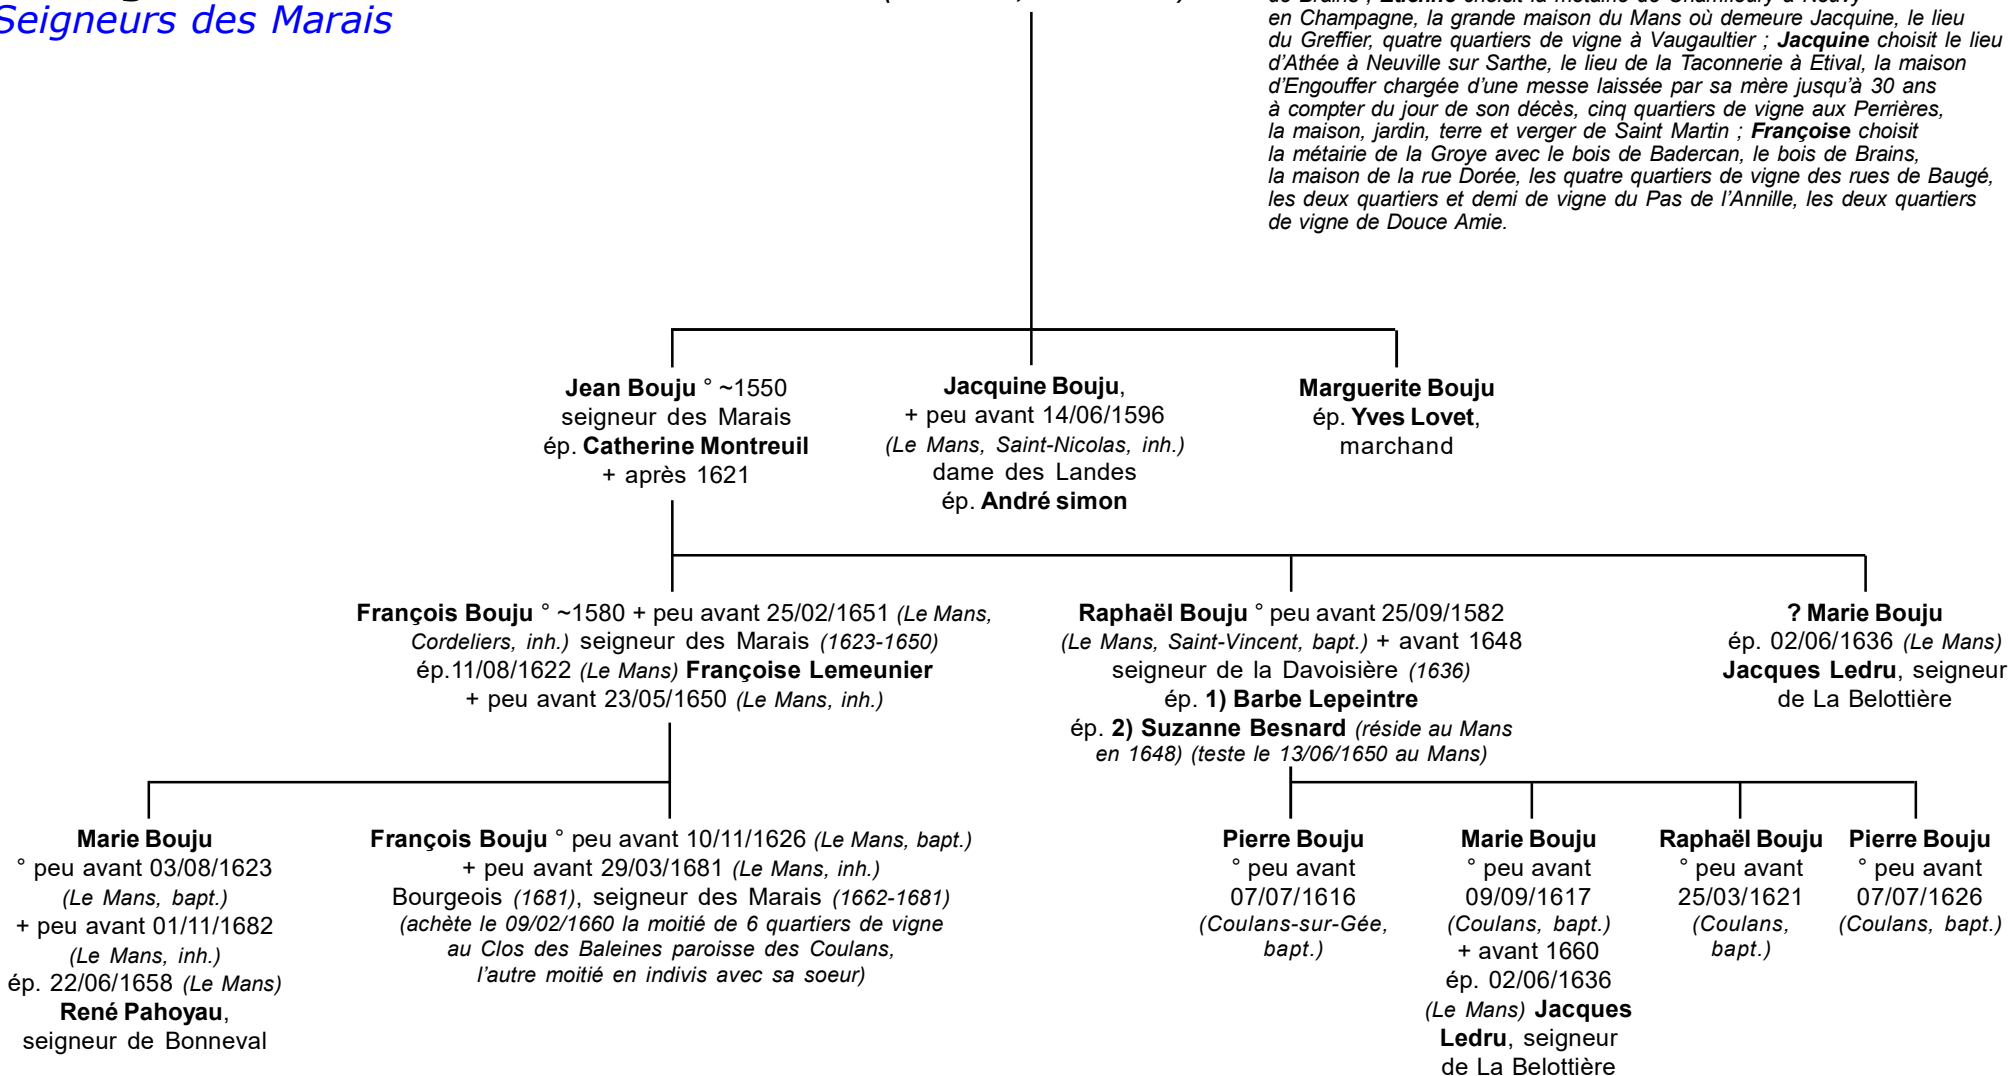 Seigneurs des Marais
en Champagne, la grande maison du Mans où demeure Jacquine, le lieu
du Greffier, quatre quartiers de vigne à Vaugaultier ; Jacquine choisit le lieu
d'Athée à Neuville sur Sarthe, le lieu de la Taconnerie à Etival, la maison
d'Engouffer chargée d'une messe laissée par sa mère jusqu'à 30 ans
à compter du jour de son décès, cinq quartiers de vigne aux Perrières,
la maison, jardin, terre et verger de Saint Martin ; Françoise choisit
la métairie de la Groye avec le bois de Badercan, le bois de Brains,
la maison de la rue Dorée, les quatre quartiers de vigne des rues de Baugé,
les deux quartiers et demi de vigne du Pas de l'Annille, les deux quartiers
de vigne de Douce Amie.
Jean Bouju ° ~1550
seigneur des Marais
ép. Catherine Montreuil
+ après 1621
Jacquine Bouju,
+ peu avant 14/06/1596
(Le Mans, Saint-Nicolas, inh.)
dame des Landes
ép. André simon
Marguerite Bouju
ép. Yves Lovet,
marchand
François Bouju ° ~1580 + peu avant 25/02/1651 (Le Mans,
Cordeliers, inh.) seigneur des Marais (1623-1650)
ép.11/08/1622 (Le Mans) Françoise Lemeunier
+ peu avant 23/05/1650 (Le Mans, inh.)
Raphaël Bouju ° peu avant 25/09/1582
(Le Mans, Saint-Vincent, bapt.) + avant 1648
seigneur de la Davoisière (1636)
ép. 1) Barbe Lepeintre
ép. 2) Suzanne Besnard (réside au Mans
en 1648) (teste le 13/06/1650 au Mans)
? Marie Bouju
ép. 02/06/1636 (Le Mans)
Jacques Ledru, seigneur
de La Belottière
Marie Bouju
° peu avant 03/08/1623
(Le Mans, bapt.)
+ peu avant 01/11/1682
(Le Mans, inh.)
ép. 22/06/1658 (Le Mans)
René Pahoyau,
seigneur de Bonneval
François Bouju ° peu avant 10/11/1626 (Le Mans, bapt.)
+ peu avant 29/03/1681 (Le Mans, inh.)
Bourgeois (1681), seigneur des Marais (1662-1681)
(achète le 09/02/1660 la moitié de 6 quartiers de vigne
au Clos des Baleines paroisse des Coulans,
l'autre moitié en indivis avec sa soeur)
Pierre Bouju
° peu avant
07/07/1616
(Coulans-sur-Gée,
bapt.)
Marie Bouju
° peu avant
09/09/1617
(Coulans, bapt.)
+ avant 1660
ép. 02/06/1636
(Le Mans) Jacques
Ledru, seigneur
de La Belottière
Raphaël Bouju
° peu avant
25/03/1621
(Coulans,
bapt.)
Pierre Bouju
° peu avant
07/07/1626
(Coulans, bapt.)